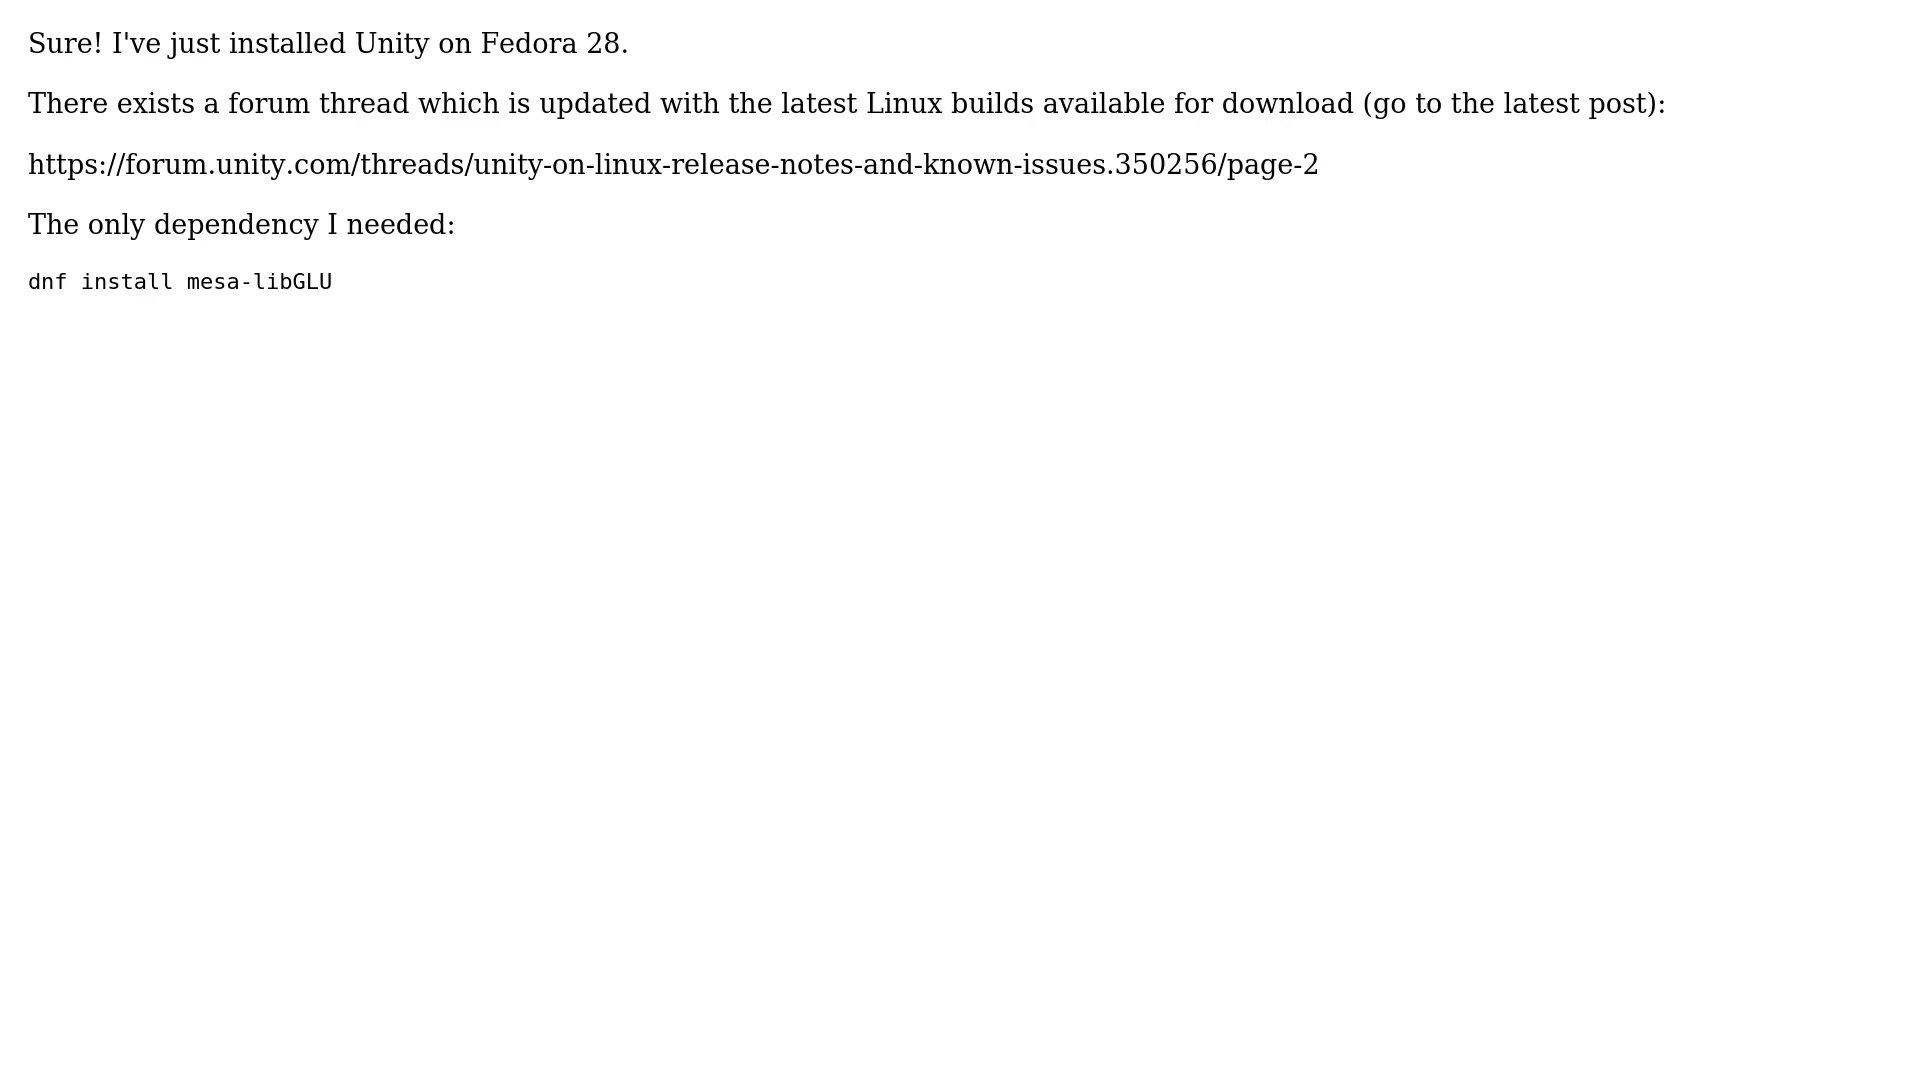 Sure! I've just installed Unity on Fedora 28.
There exists a forum thread which is updated with the latest Linux builds available for download (go to the latest post):
https://forum.unity.com/threads/unity-on-linux-release-notes-and-known-issues.350256/page-2
The only dependency I needed:
dnf install mesa-libGLU